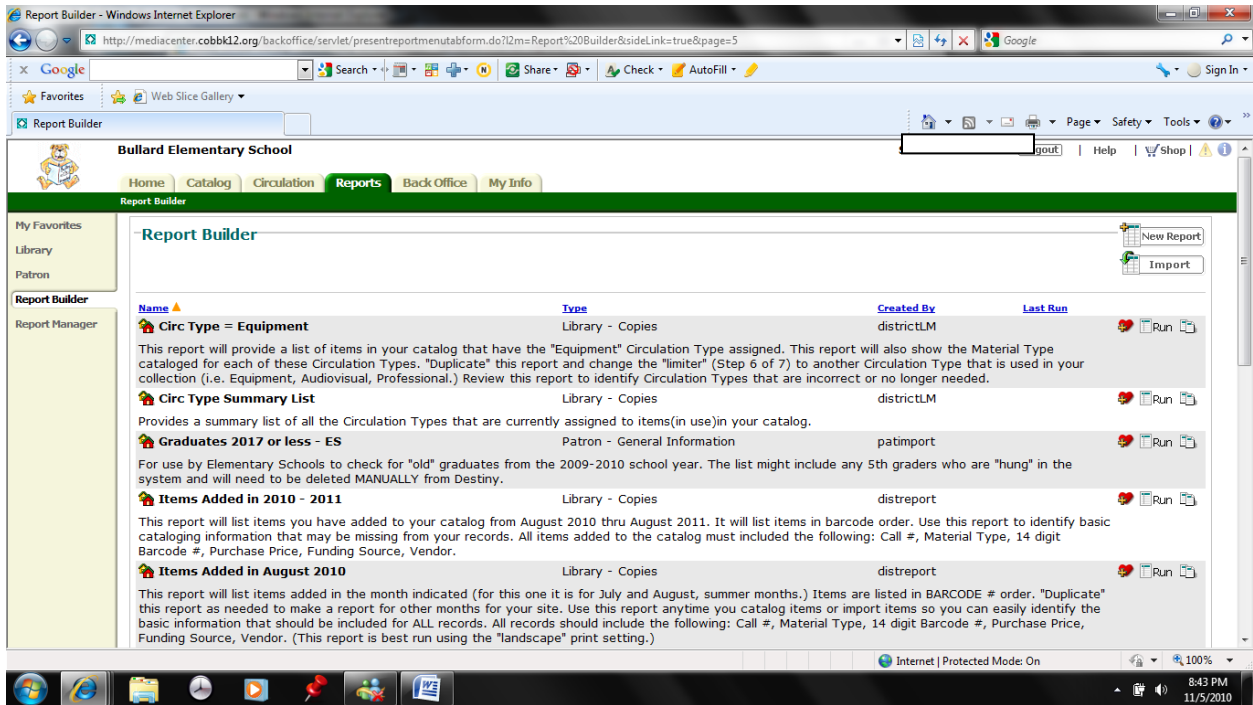 Report Builder - Windows Internet Explorer
http://mediacenter.cobbk12.org/backoffice/servlet/presentreportmenutabform.do?l2m=Report%20Builder&sideLink=true&page=5
Google
x Google Search Share Check AutoFill Sign In
Favorites Web Slice Gallery
Report Builder Page Safety Tools
Bullard Elementary School
gout | Help | Shop |
Home Catalog Circulation Reports Back Office My Info
Report Builder
My Favorites
Library
Patron
Report Builder
Report Manager
Report Builder
New Report
Import
Name Type Created By Last Run
Circ Type = Equipment Library - Copies districtLM Run
This report will provide a list of items in your catalog that have the "Equipment" Circulation Type assigned. This report will also show the Material Type
cataloged for each of these Circulation Types. "Duplicate" this report and change the "limiter" (Step 6 of 7) to another Circulation Type that is used in your
collection (i.e. Equipment, Audiovisual, Professional.) Review this report to identify Circulation Types that are incorrect or no longer needed.
Circ Type Summary List Library - Copies districtLM Run
Provides a summary list of all the Circulation Types that are currently assigned to items(in use)in your catalog.
Graduates 2017 or less - ES Patron - General Information patimport Run
For use by Elementary Schools to check for "old" graduates from the 2009-2010 school year. The list might include any 5th graders who are "hung" in the
system and will need to be deleted MANUALLY from Destiny.
Items Added in 2010 - 2011 Library - Copies distreport Run
This report will list items you have added to your catalog from August 2010 thru August 2011. It will list items in barcode order. Use this report to identify basic
cataloging information that may be missing from your records. All items added to the catalog must included the following: Call #, Material Type, 14 digit
Barcode #, Purchase Price, Funding Source, Vendor.
Items Added in August 2010 Library - Copies distreport Run
This report will list items added in the month indicated (for this one it is for July and August, summer months.) Items are listed in BARCODE # order. "Duplicate"
this report as needed to make a report for other months for your site. Use this report anytime you catalog items or import items so you can easily identify the
basic information that should be included for ALL records. All records should include the following: Call #, Material Type, 14 digit Barcode #, Purchase Price,
Funding Source, Vendor. (This report is best run using the "landscape" print setting.)
Internet | Protected Mode: On 100%
8:43 PM
11/5/2010